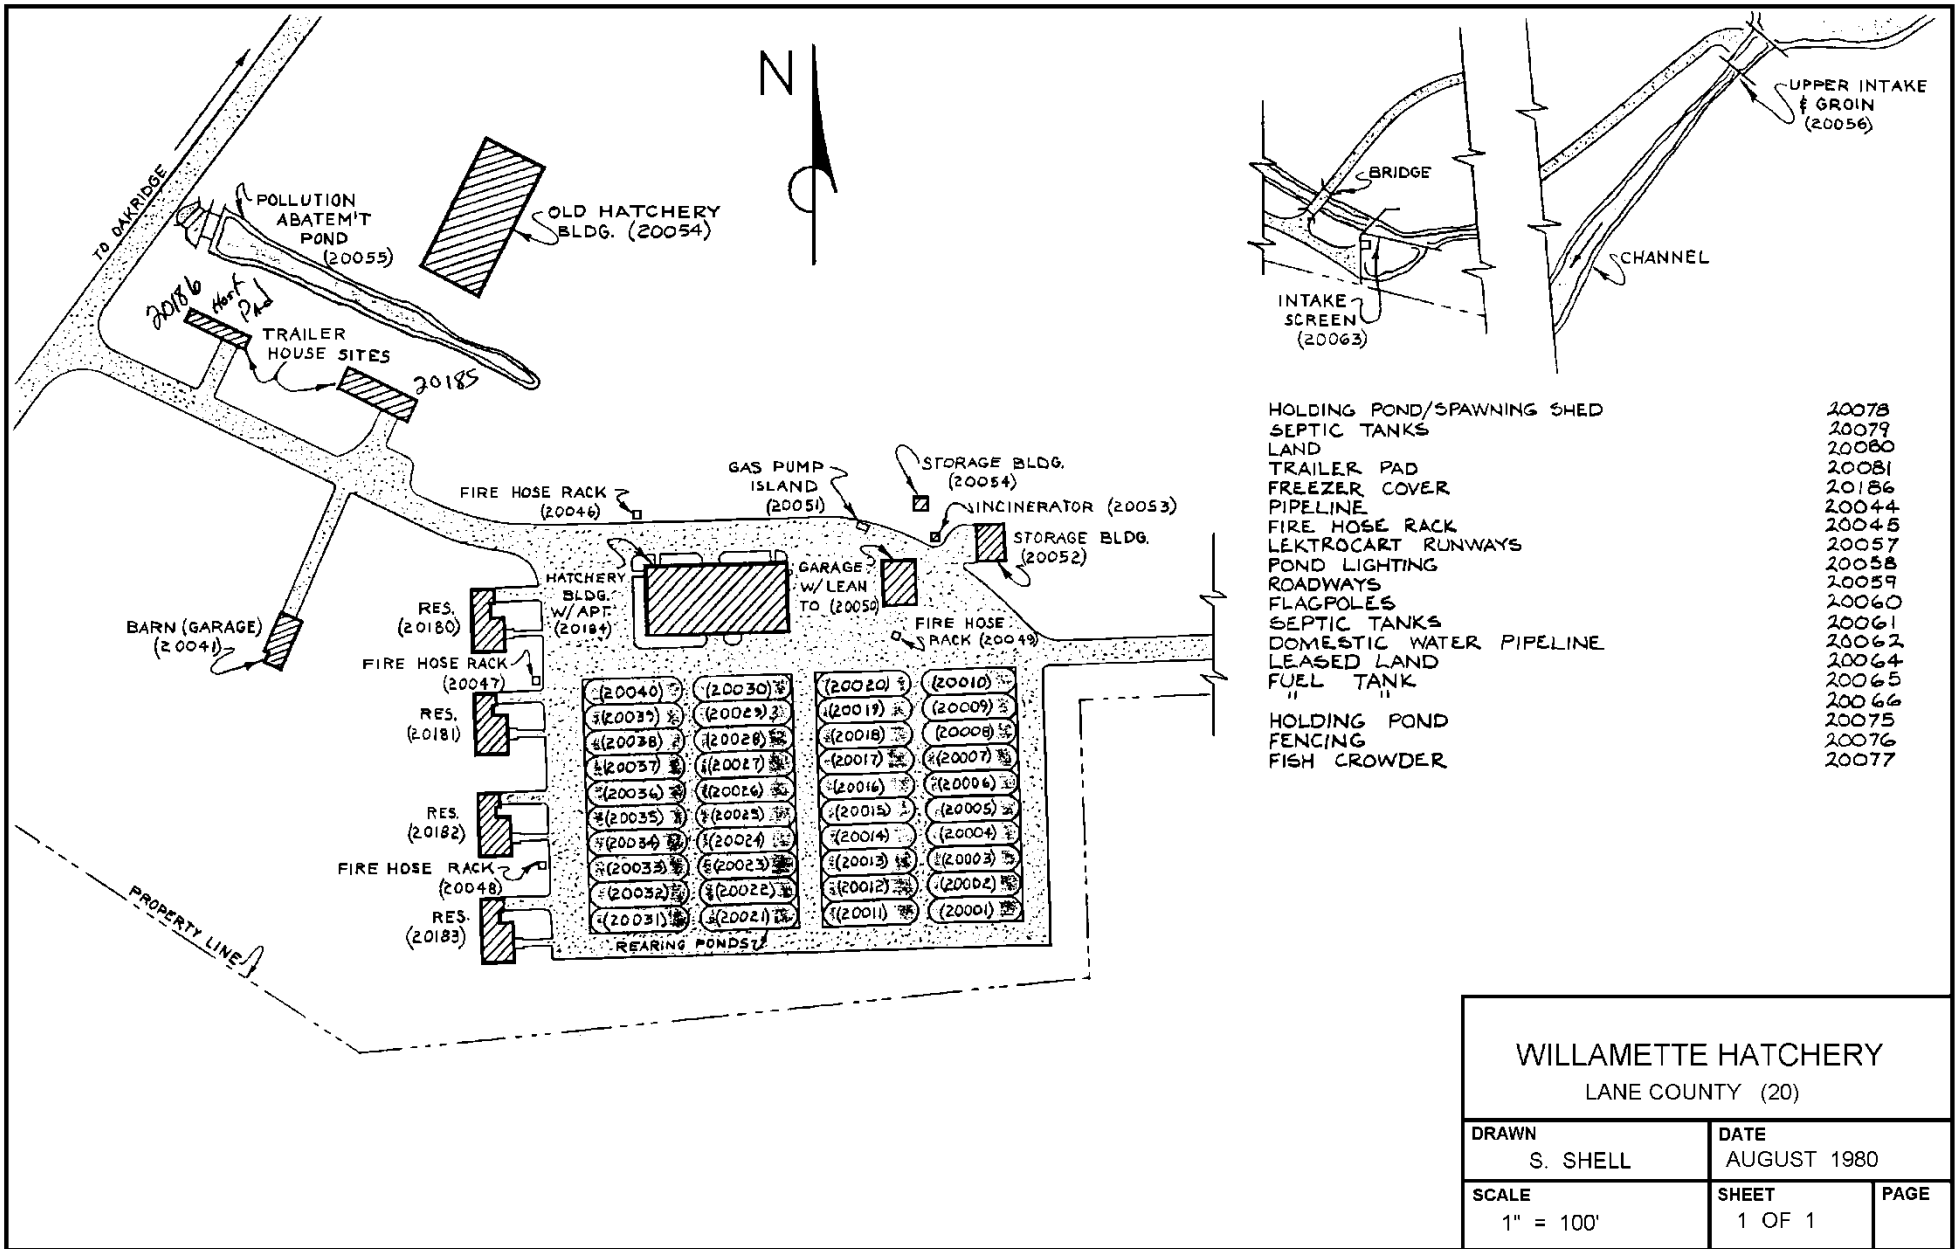 N
TO OAKRIDGE
POLLUTION
ABATEM'T
POND
(20055)
OLD HATCHERY
BLDG. (20054)
20186 Host
Pad
TRAILER
HOUSE SITES
20185
BRIDGE
INTAKE
SCREEN
(20063)
UPPER INTAKE
& GROIN
(20056)
CHANNEL
FIRE HOSE RACK
(20046)
GAS PUMP
ISLAND
(20051)
STORAGE BLDG.
(20054)
INCINERATOR (20053)
STORAGE BLDG.
(20052)
HATCHERY
BLDG.
W/APT.
(20184)
GARAGE
W/LEAN
TO (20050)
FIRE HOSE
RACK (20049)
BARN (GARAGE)
(20041)
RES.
(20180)
FIRE HOSE RACK
(20047)
RES.
(20181)
RES.
(20182)
FIRE HOSE RACK
(20048)
RES.
(20183)
(20040) (20030) (20020) (20010)
(20039) (20029) (20019) (20009)
(20038) (20028) (20018) (20008)
(20037) (20027) (20017) (20007)
(20036) (20026) (20016) (20006)
(20035) (20025) (20015) (20005)
(20034) (20024) (20014) (20004)
(20033) (20023) (20013) (20003)
(20032) (20022) (20012) (20002)
(20031) (20021) (20011) (20001)
REARING PONDS
PROPERTY LINE
HOLDING POND/SPAWNING SHED 20078
SEPTIC TANKS 20079
LAND 20080
TRAILER PAD 20081
FREEZER COVER 20186
PIPELINE 20044
FIRE HOSE RACK 20045
LEKTROCART RUNWAYS 20057
POND LIGHTING 20058
ROADWAYS 20059
FLAGPOLES 20060
SEPTIC TANKS 20061
DOMESTIC WATER PIPELINE 20062
LEASED LAND 20064
FUEL TANK 20065
" " 20066
HOLDING POND 20075
FENCING 20076
FISH CROWDER 20077
WILLAMETTE HATCHERY
LANE COUNTY (20)
DRAWN
S. SHELL
DATE
AUGUST 1980
SCALE
1" = 100'
SHEET
1 OF 1
PAGE